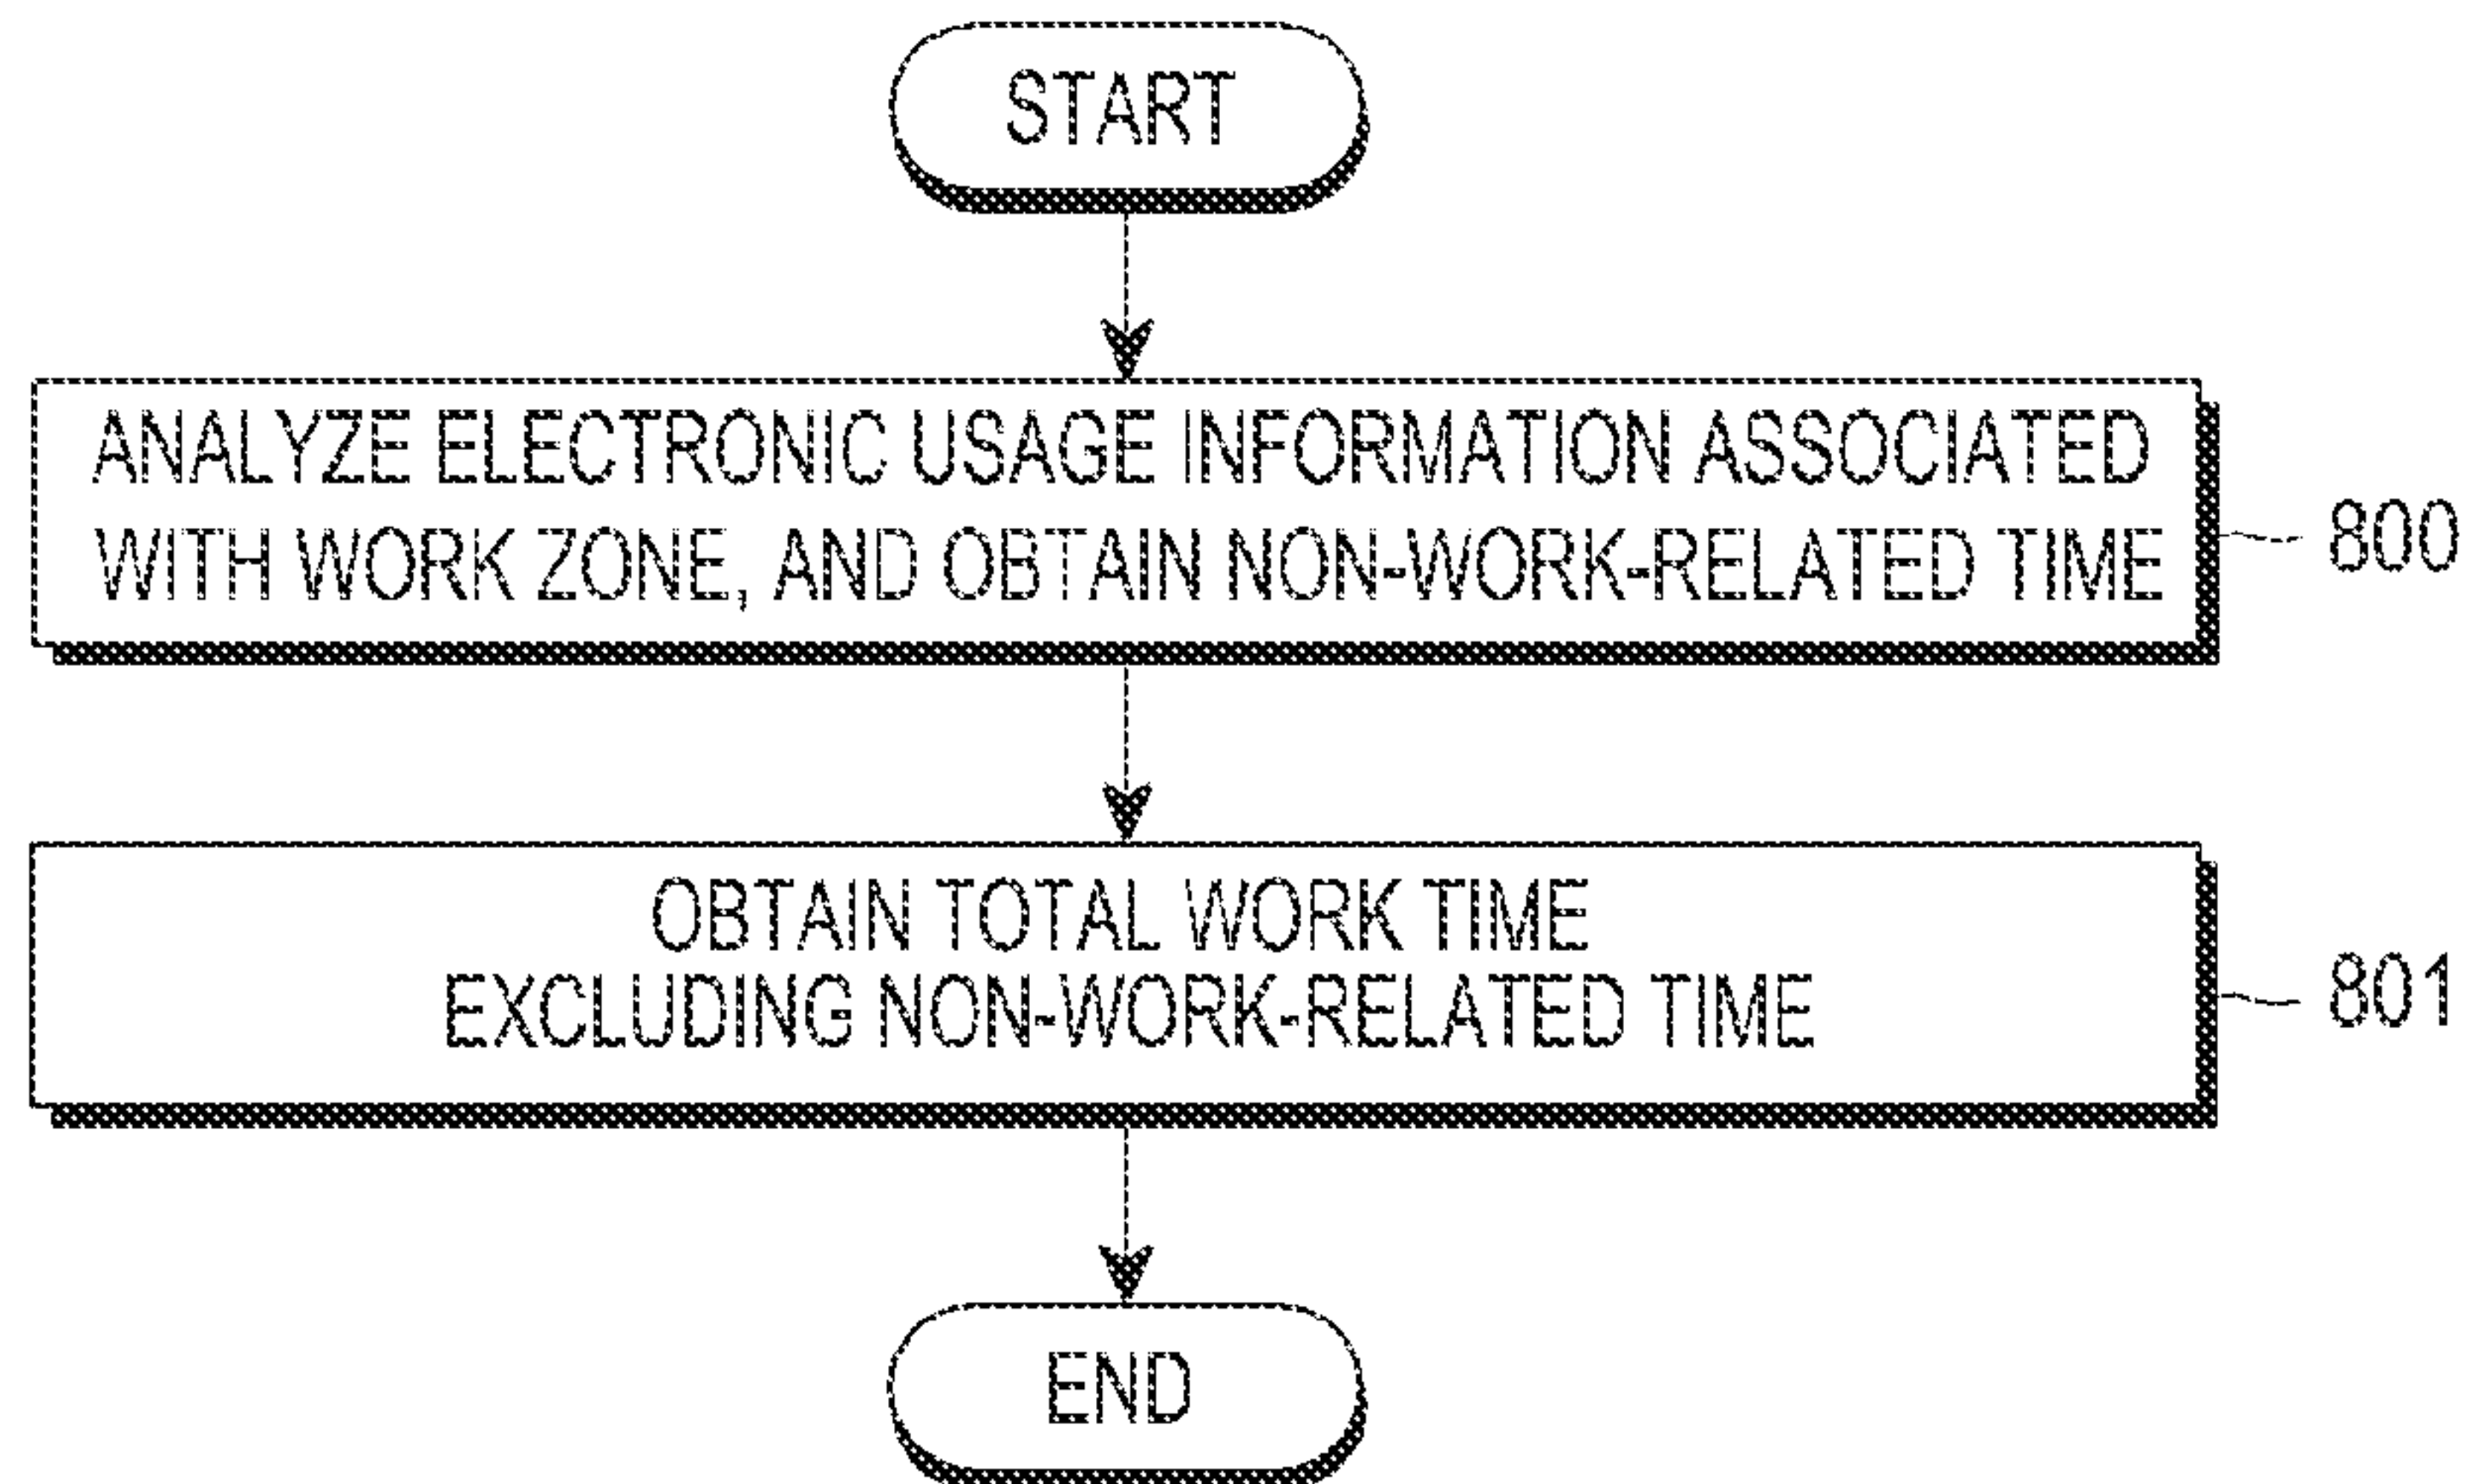 START
ANALYZE ELECTRONIC USAGE INFORMATION ASSOCIATED
WITH WORK ZONE, AND OBTAIN NON-WORK-RELATED TIME
800
OBTAIN TOTAL WORK TIME
EXCLUDING NON-WORK-RELATED TIME
801
END